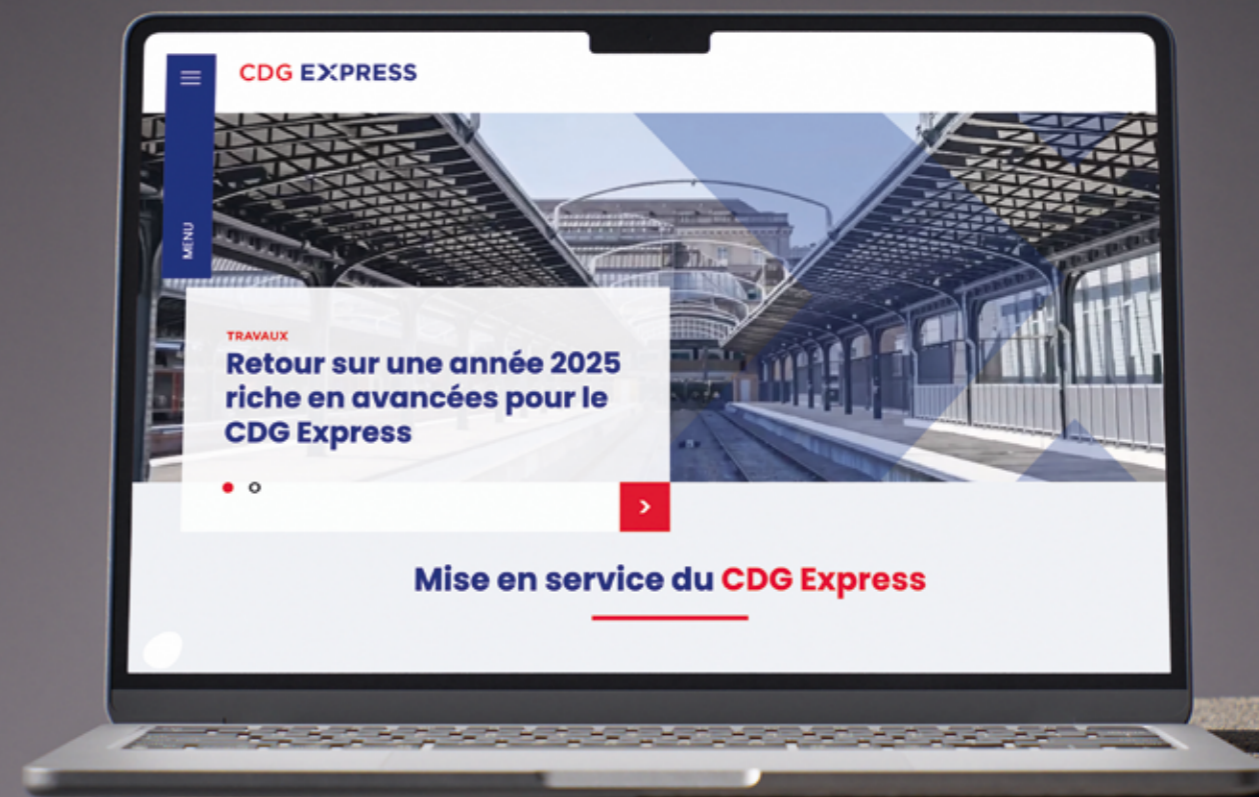 CDG EXPRESS
MENU
TRAVAUX
Retour sur une année 2025
riche en avancées pour le
CDG Express
Mise en service du CDG Express